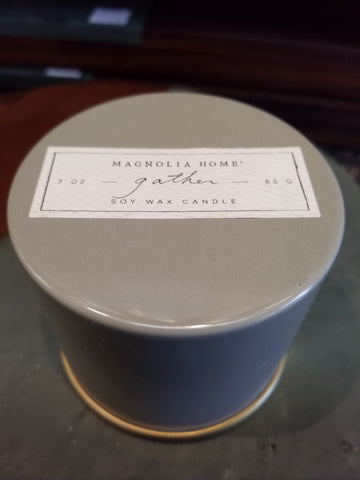 MAGNOLIA HOME®
3 OZ — gather — 85 G
SOY WAX CANDLE